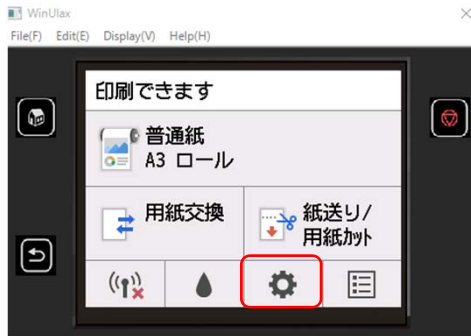 WinUlax
File(F) Edit(E) Display(V) Help(H)
印刷できます
普通紙
A3 ロール
用紙交換
紙送り/
用紙カット